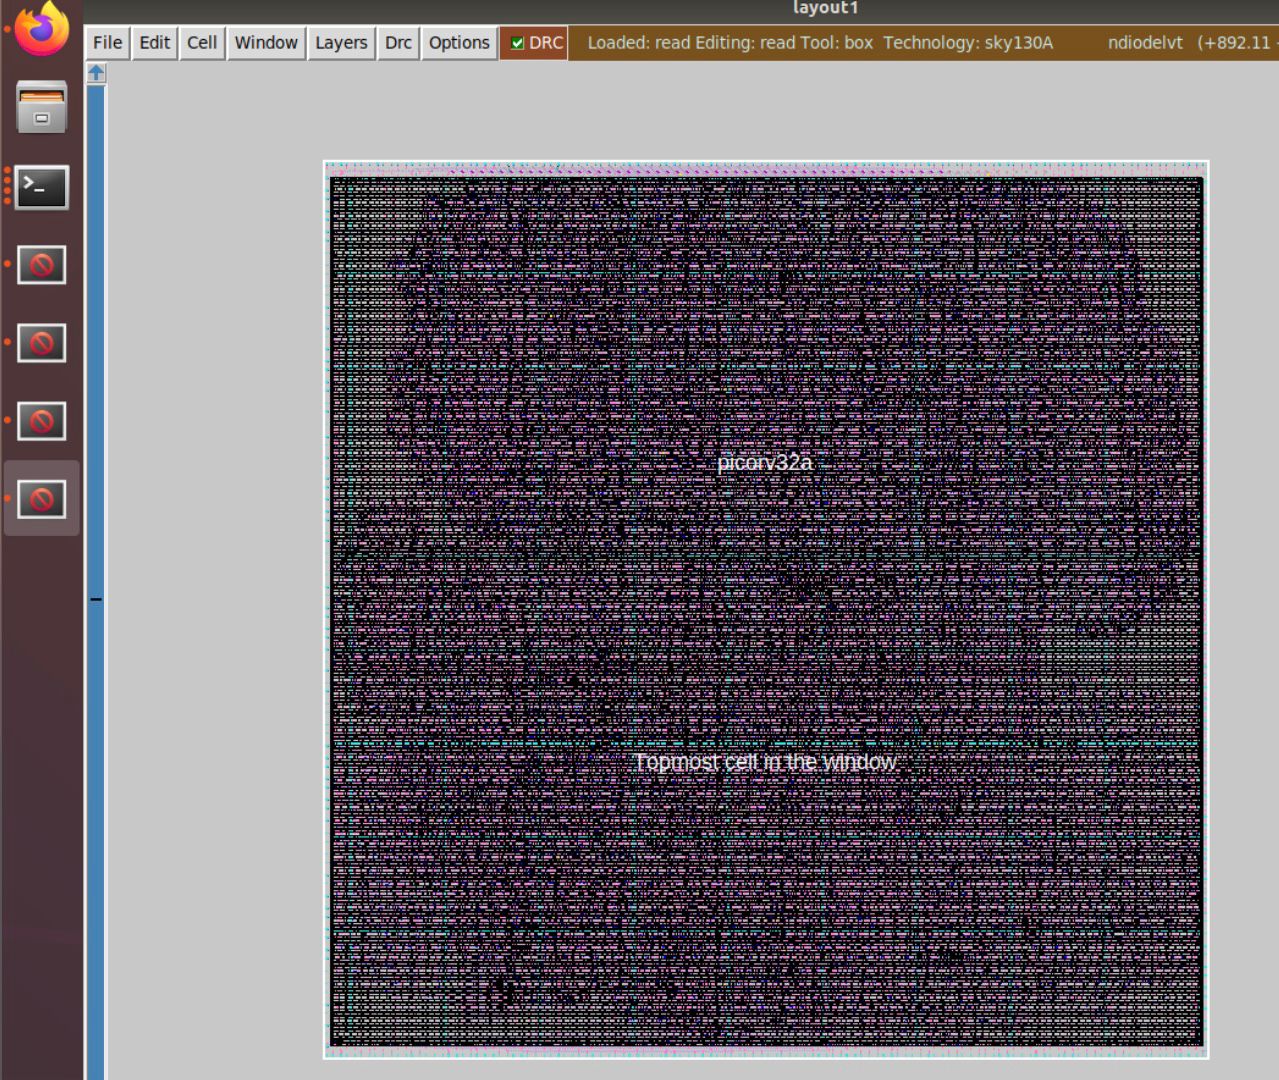 layout1
File Edit Cell Window Layers Drc Options DRC Loaded: read Editing: read Tool: box Technology: sky130A ndiodelvt (+892.11
>_
picorv32a
Topmost cell in the window